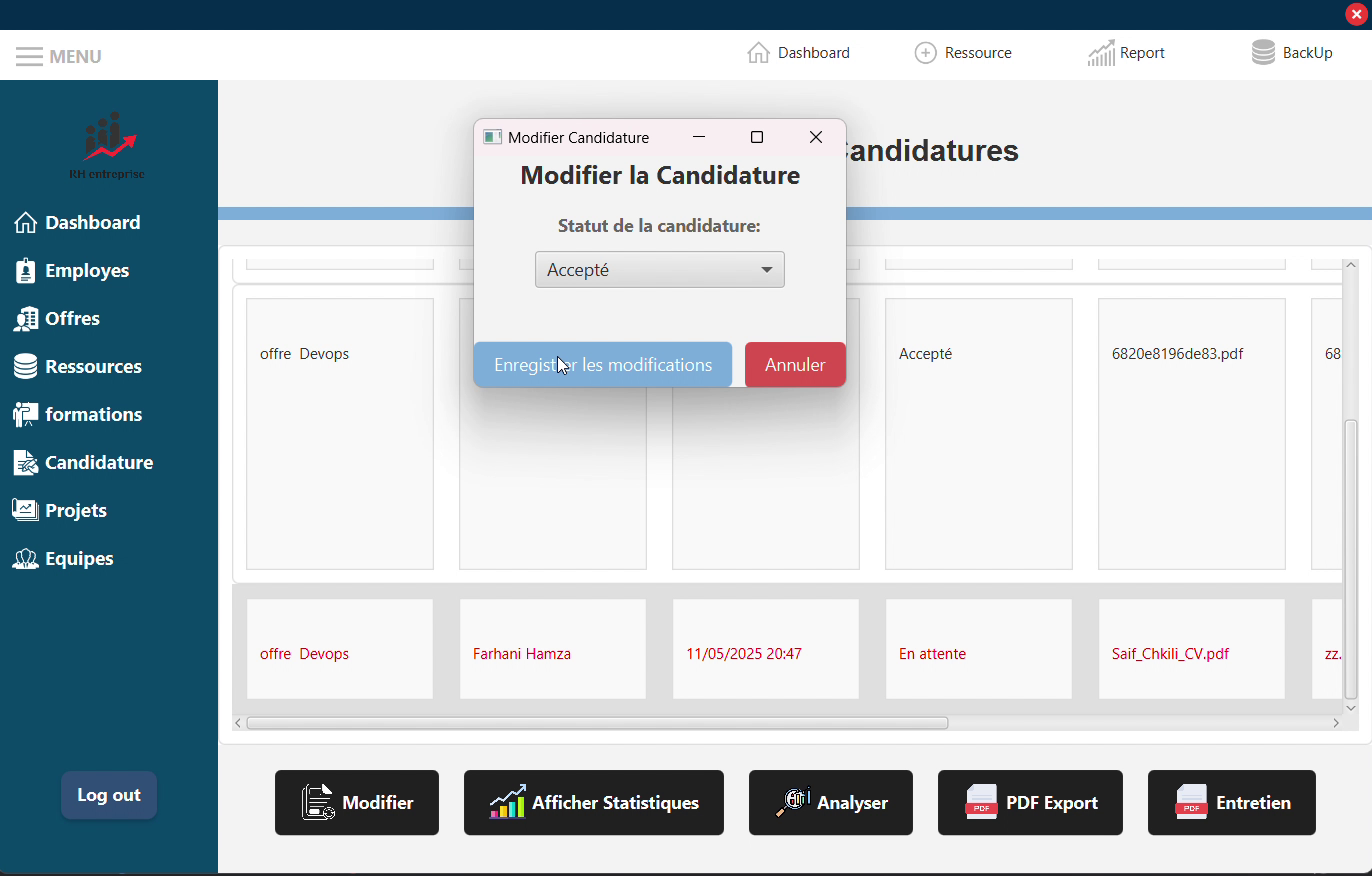 MENU
Dashboard
Ressource
Report
BackUp
RH entreprise
Dashboard
Employes
Offres
Ressources
formations
Candidature
Projets
Equipes
Log out
andidatures
Modifier Candidature
Modifier la Candidature
Statut de la candidature:
Accepté
Enregistrer les modifications
Annuler
offre Devops
Accepté
6820e8196de83.pdf
68
offre Devops
Farhani Hamza
11/05/2025 20:47
En attente
Saif_Chkili_CV.pdf
zz.
Modifier
Afficher Statistiques
Analyser
PDF
PDF Export
PDF
Entretien